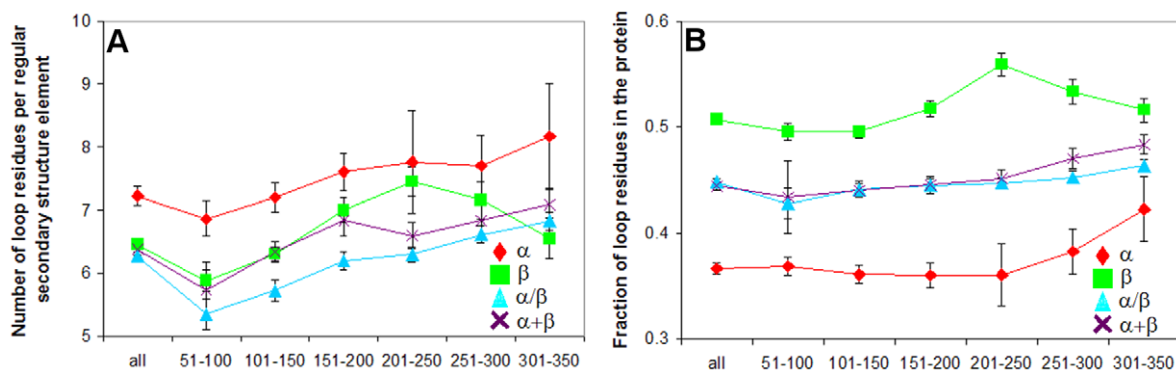 A
Number of loop residues per regular
secondary structure element
10
9
8
7
6
5
all 51-100 101-150 151-200 201-250 251-300 301-350
α
β
α/β
α+β
B
Fraction of loop residues in the protein
0.6
0.5
0.4
0.3
all 51-100 101-150 151-200 201-250 251-300 301-350
α
β
α/β
α+β